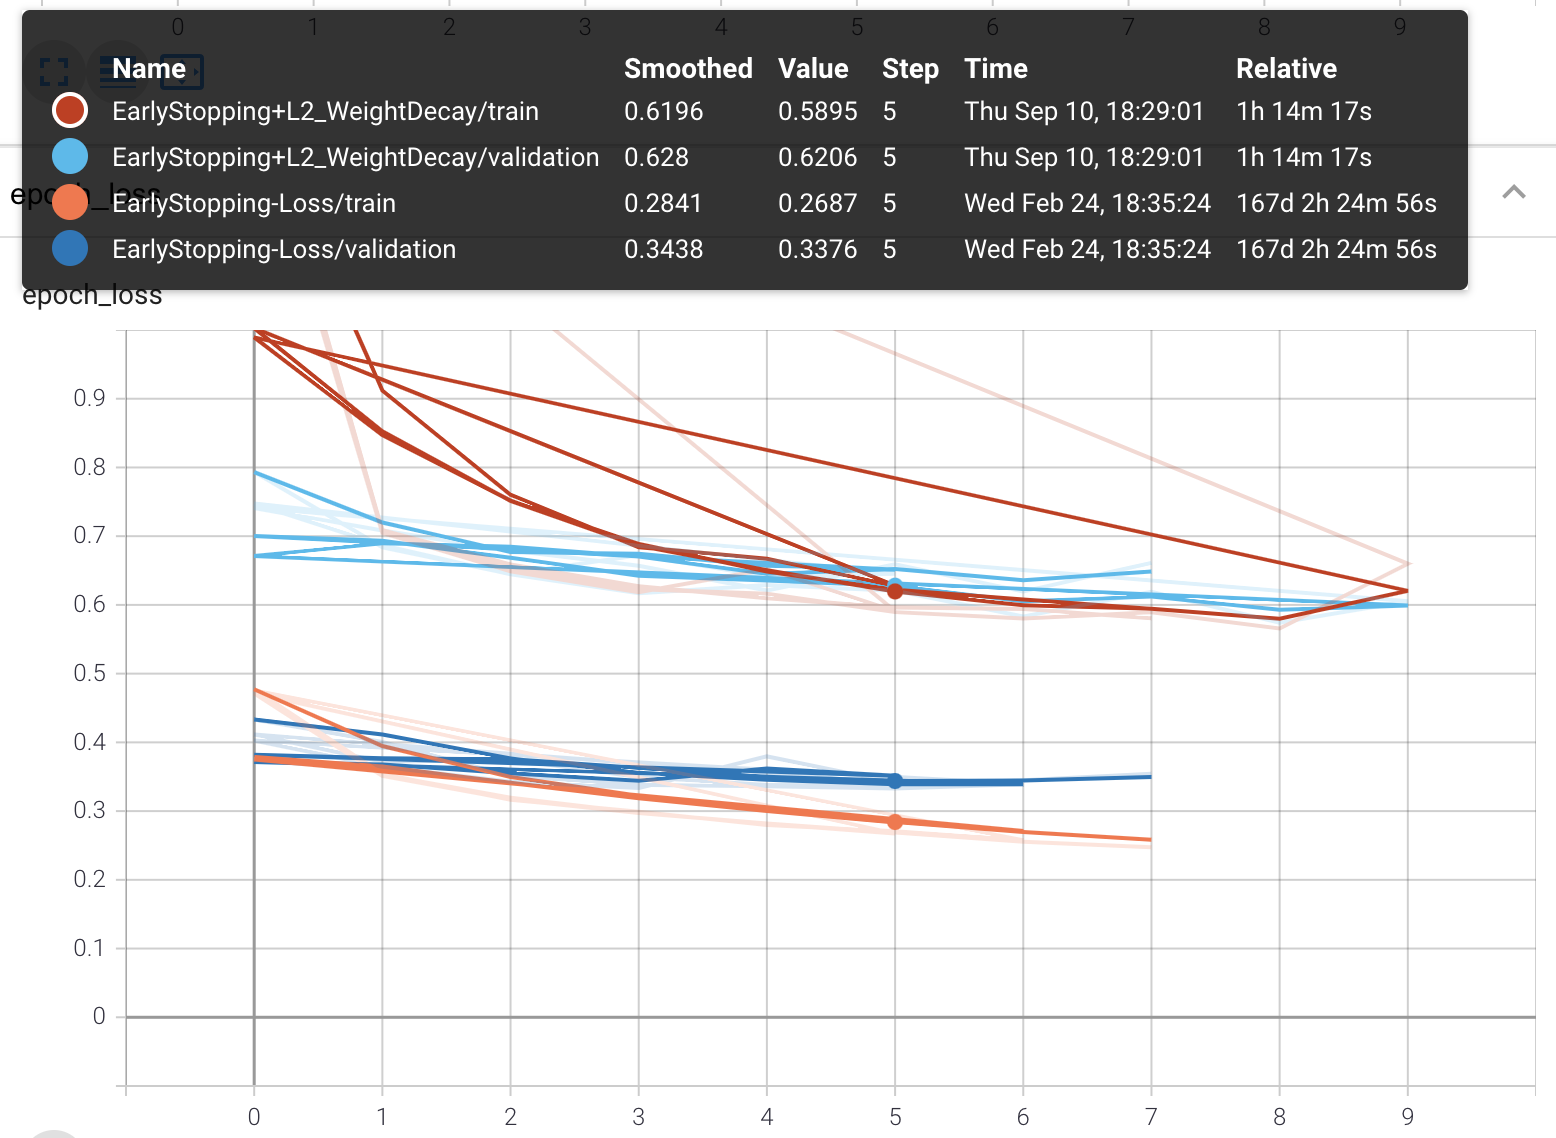 0 1 2 3 4 5 6 7 8 9
Name Smoothed Value Step Time Relative
EarlyStopping+L2_WeightDecay/train 0.6196 0.5895 5 Thu Sep 10, 18:29:01 1h 14m 17s
EarlyStopping+L2_WeightDecay/validation 0.628 0.6206 5 Thu Sep 10, 18:29:01 1h 14m 17s
epoch_loss
EarlyStopping-Loss/train 0.2841 0.2687 5 Wed Feb 24, 18:35:24 167d 2h 24m 56s
EarlyStopping-Loss/validation 0.3438 0.3376 5 Wed Feb 24, 18:35:24 167d 2h 24m 56s
epoch_loss
0.9
0.8
0.7
0.6
0.5
0.4
0.3
0.2
0.1
0
0 1 2 3 4 5 6 7 8 9